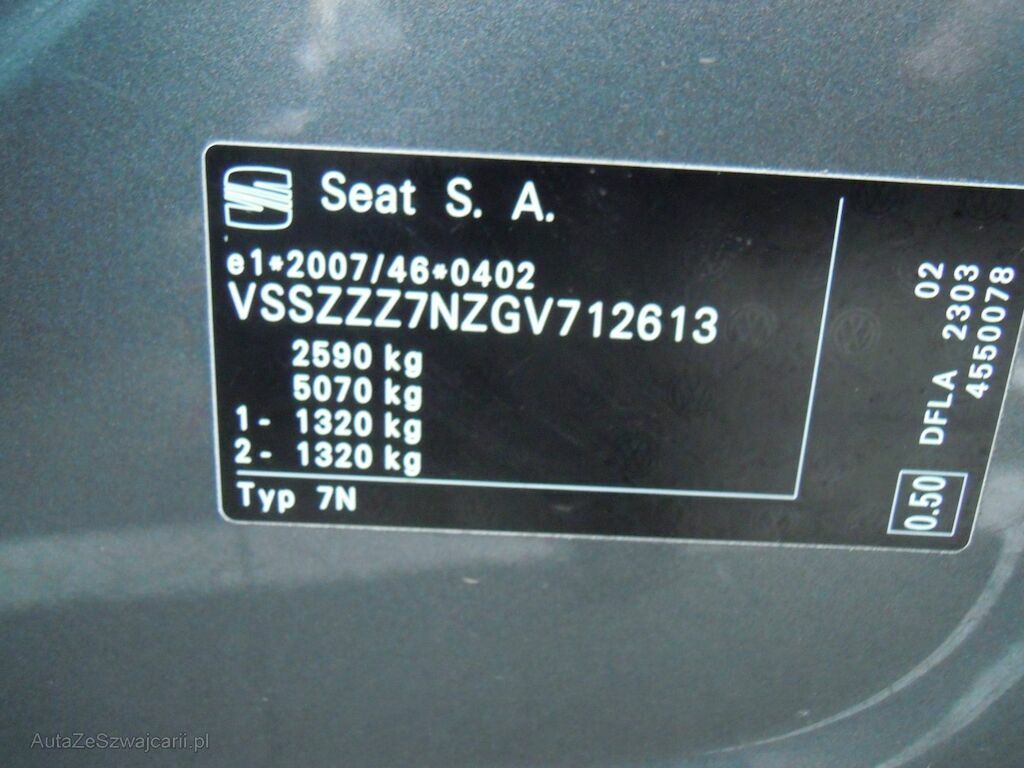 Seat S. A.
e1*2007/46*0402
VSSZZZ7NZGV712613
2590 kg
5070 kg
1- 1320 kg
2- 1320 kg
Typ 7N
02
DFLA 2303
4550078
0.50
AutaZeSzwajcarii.pl